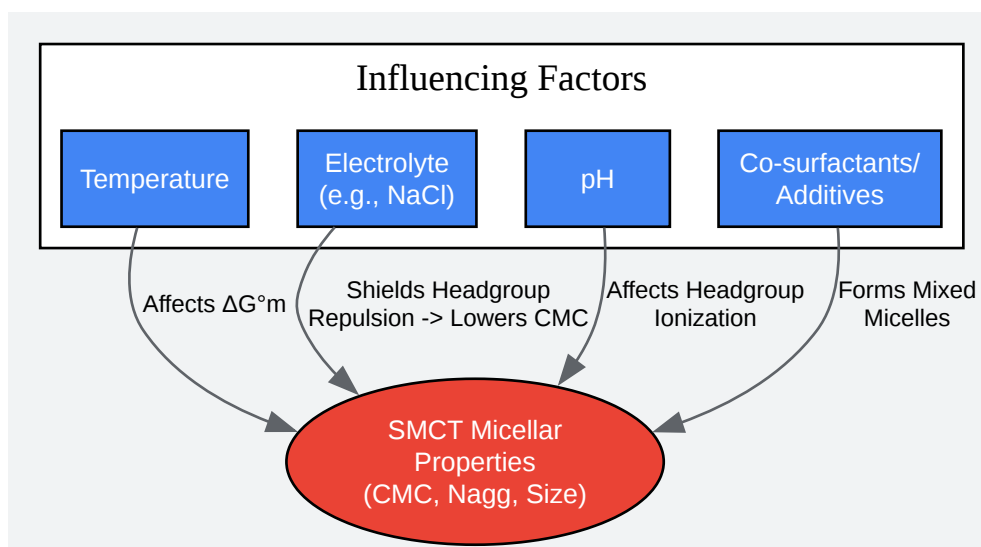 Influencing Factors
Temperature
Electrolyte
(e.g., NaCl)
pH
Co-surfactants/
Additives
Affects ΔG°m
Shields Headgroup
Repulsion -> Lowers CMC
Affects Headgroup
Ionization
Forms Mixed
Micelles
SMCT Micellar
Properties
(CMC, Nagg, Size)